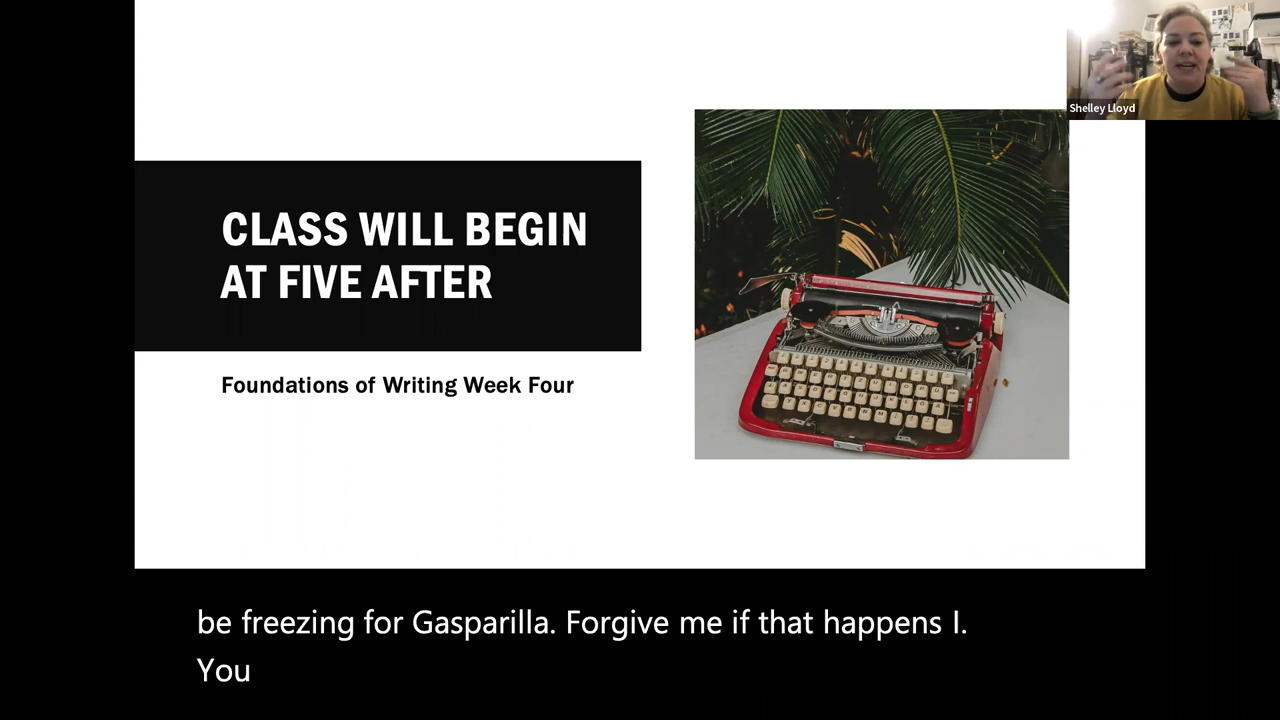 Shelley Lloyd
CLASS WILL BEGIN
AT FIVE AFTER
Foundations of Writing Week Four
be freezing for Gasparilla. Forgive me if that happens I.
You